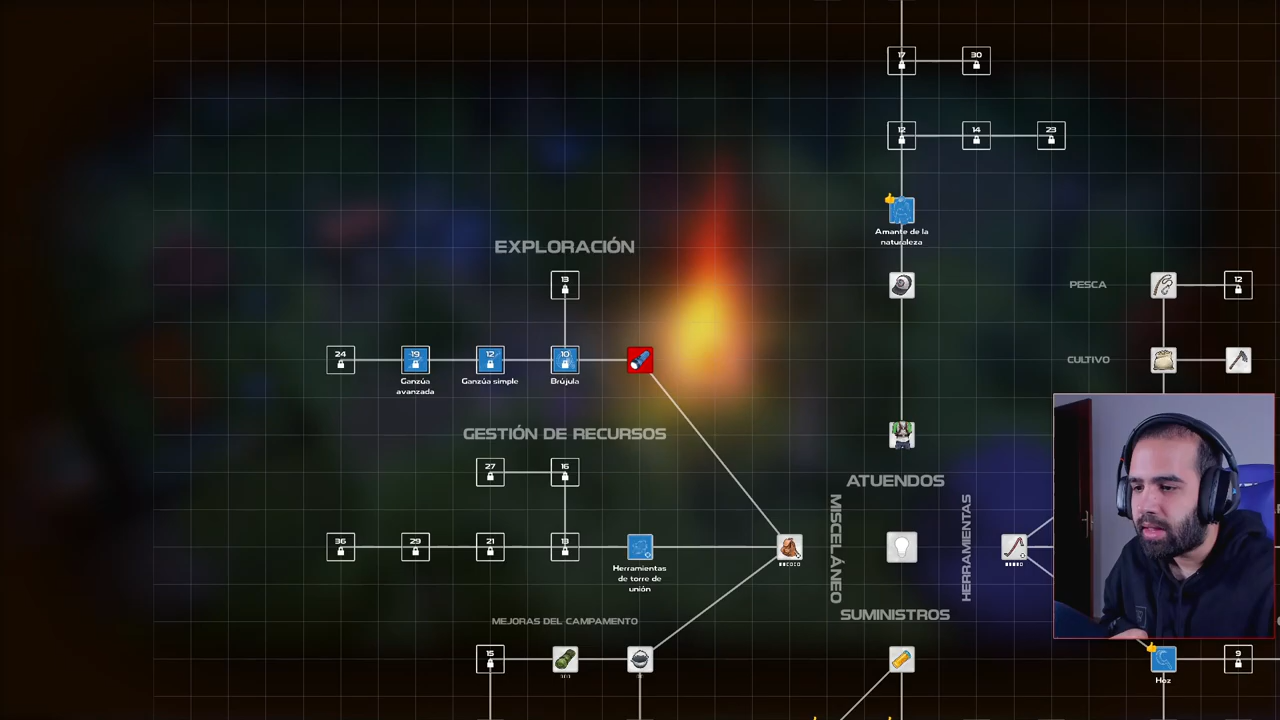 17
30
12
14
23
Amante de la
naturaleza
EXPLORACIÓN
13
PESCA
12
24
19
12
10
CULTIVO
Ganzúa
avanzada
Ganzúa simple
Brújula
GESTIÓN DE RECURSOS
27
16
ATUENDOS
MISCELÁNEO
HERRAMIENTAS
36
29
21
13
Herramientas
de torre de
unión
SUMINISTROS
MEJORAS DEL CAMPAMENTO
15
9
Hoz